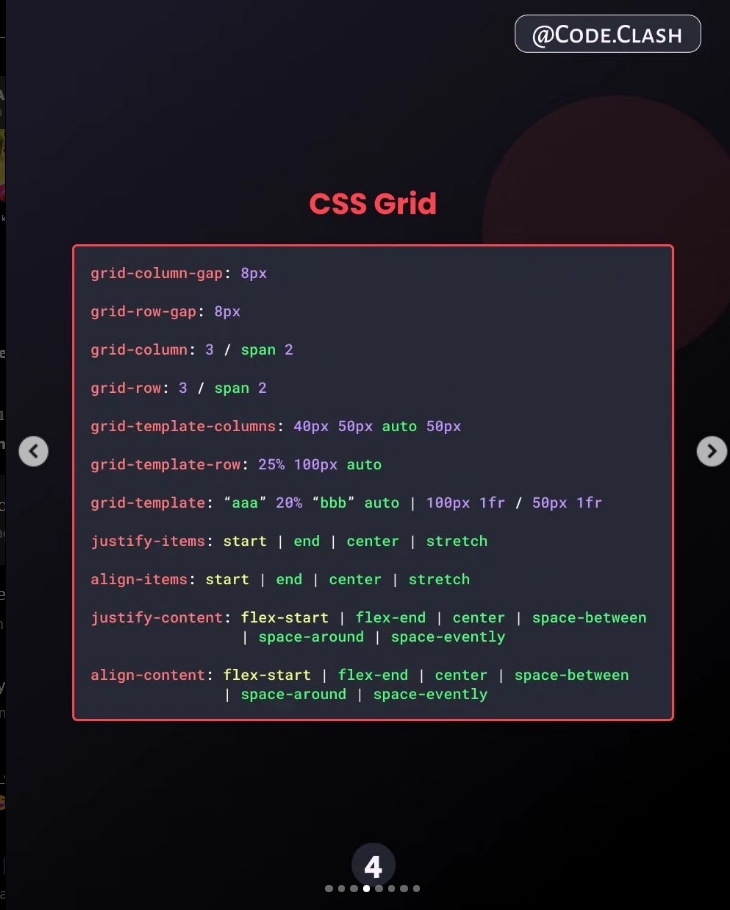 @CODE.CLASH
CSS Grid
grid-column-gap: 8px
grid-row-gap: 8px
grid-column: 3 / span 2
grid-row: 3 / span 2
grid-template-columns: 40px 50px auto 50px
grid-template-row: 25% 100px auto
grid-template: “aaa” 20% “bbb” auto | 100px 1fr / 50px 1fr
justify-items: start | end | center | stretch
align-items: start | end | center | stretch
justify-content: flex-start | flex-end | center | space-between
| space-around | space-evently
align-content: flex-start | flex-end | center | space-between
| space-around | space-evently
4